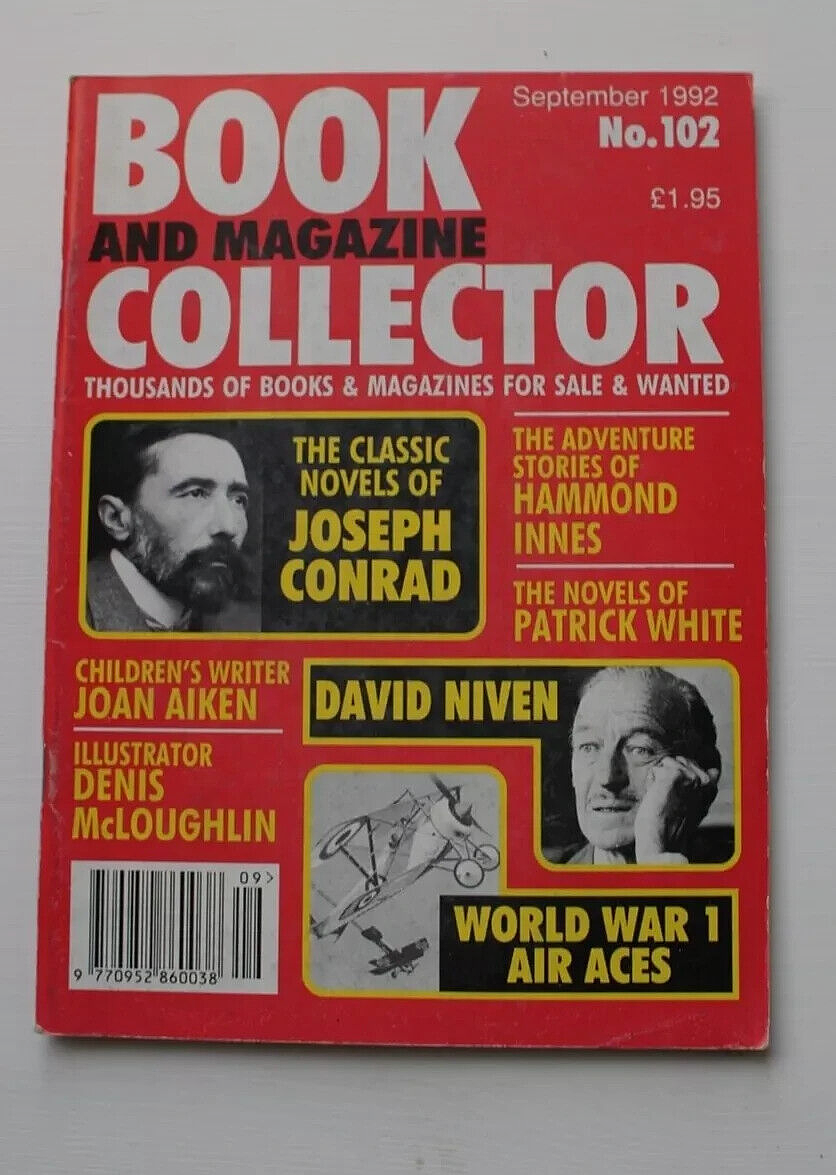 BOOK
AND MAGAZINE
COLLECTOR
September 1992
No.102
£1.95
THOUSANDS OF BOOKS & MAGAZINES FOR SALE & WANTED
THE CLASSIC
NOVELS OF
JOSEPH
CONRAD
THE ADVENTURE
STORIES OF
HAMMOND
INNES
THE NOVELS OF
PATRICK WHITE
CHILDREN'S WRITER
JOAN AIKEN
DAVID NIVEN
ILLUSTRATOR
DENIS
McLOUGHLIN
WORLD WAR 1
AIR ACES
09>
9 770952 860038